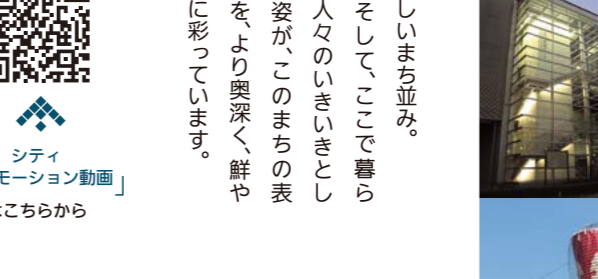 しいまち並み。
そして、ここで暮ら
人々のいきいきとし
姿が、このまちの表
を、より奥深く、鮮や
に彩っています。
シティ
モーション動画」
はこちらから